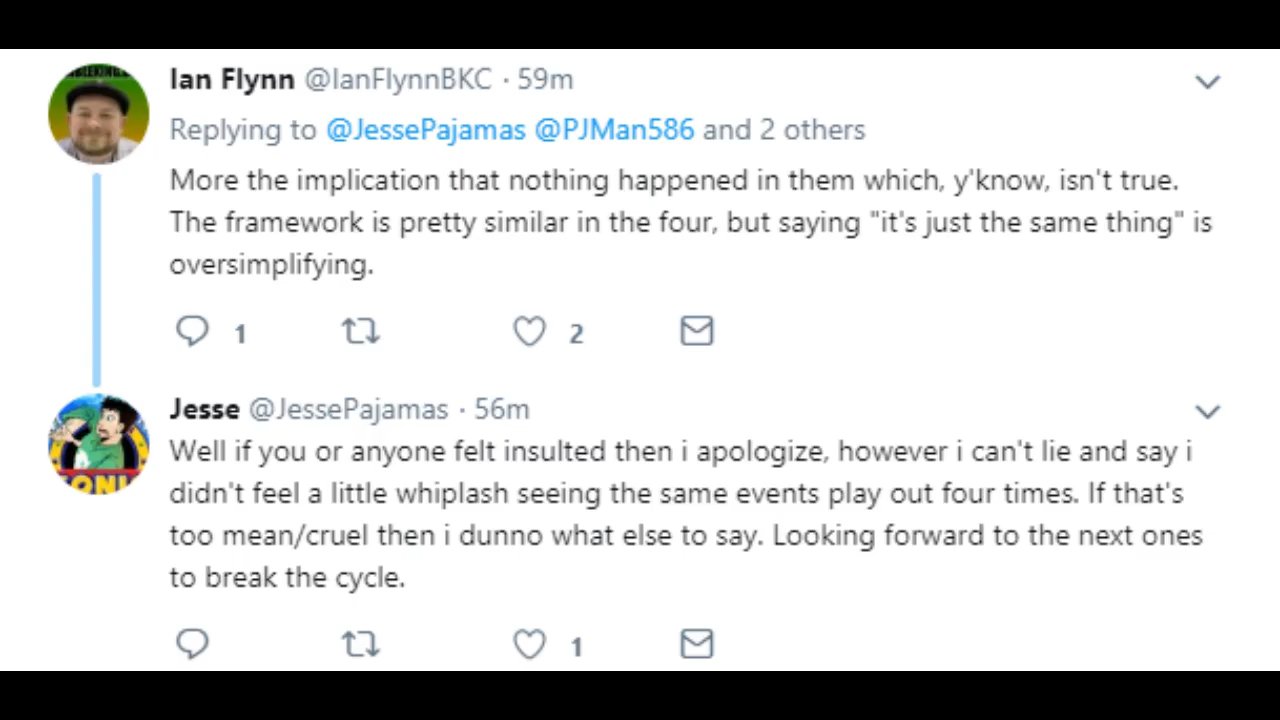 Ian Flynn @IanFlynnBKC · 59m
Replying to @JessePajamas @PJMan586 and 2 others
More the implication that nothing happened in them which, y'know, isn't true.
The framework is pretty similar in the four, but saying "it's just the same thing" is
oversimplifying.
1 2
Jesse @JessePajamas · 56m
Well if you or anyone felt insulted then i apologize, however i can't lie and say i
didn't feel a little whiplash seeing the same events play out four times. If that's
too mean/cruel then i dunno what else to say. Looking forward to the next ones
to break the cycle.
1